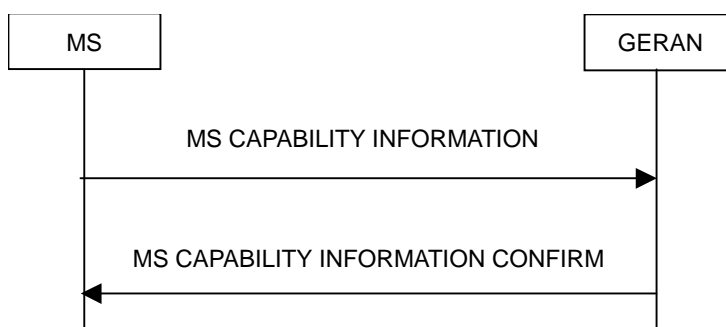 MS
GERAN
MS CAPABILITY INFORMATION
MS CAPABILITY INFORMATION CONFIRM